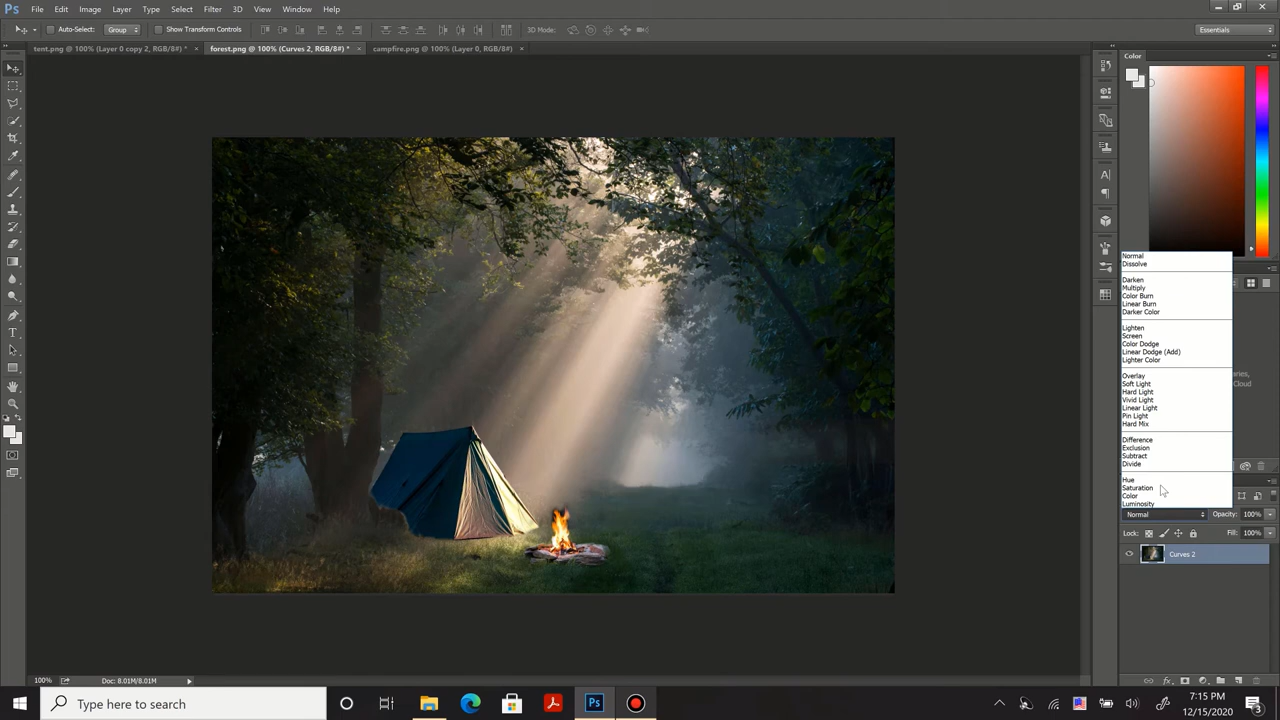 Ps File Edit Image Layer Type Select Filter 3D View Window Help
Auto-Select: Group Show Transform Controls 3D Mode: Essentials
tent.png @ 100% (Layer 0 copy 2, RGB/8#) * × forest.png @ 100% (Curves 2, RGB/8#) * × campfire.png @ 100% (Layer 0, RGB/8#) ×
Color
Normal
Dissolve
Darken
Multiply
Color Burn
Linear Burn
Darker Color
Lighten
Screen
Color Dodge
Linear Dodge (Add)
Lighter Color
Overlay
Soft Light
Hard Light
Vivid Light
Linear Light
Pin Light
Hard Mix
Difference
Exclusion
Subtract
Divide
Hue
Saturation
Color
Luminosity
Normal Opacity: 100%
Lock: Fill: 100%
Curves 2
100% Doc: 8.01M/8.01M
Type here to search
Ps
7:15 PM
12/15/2020
3